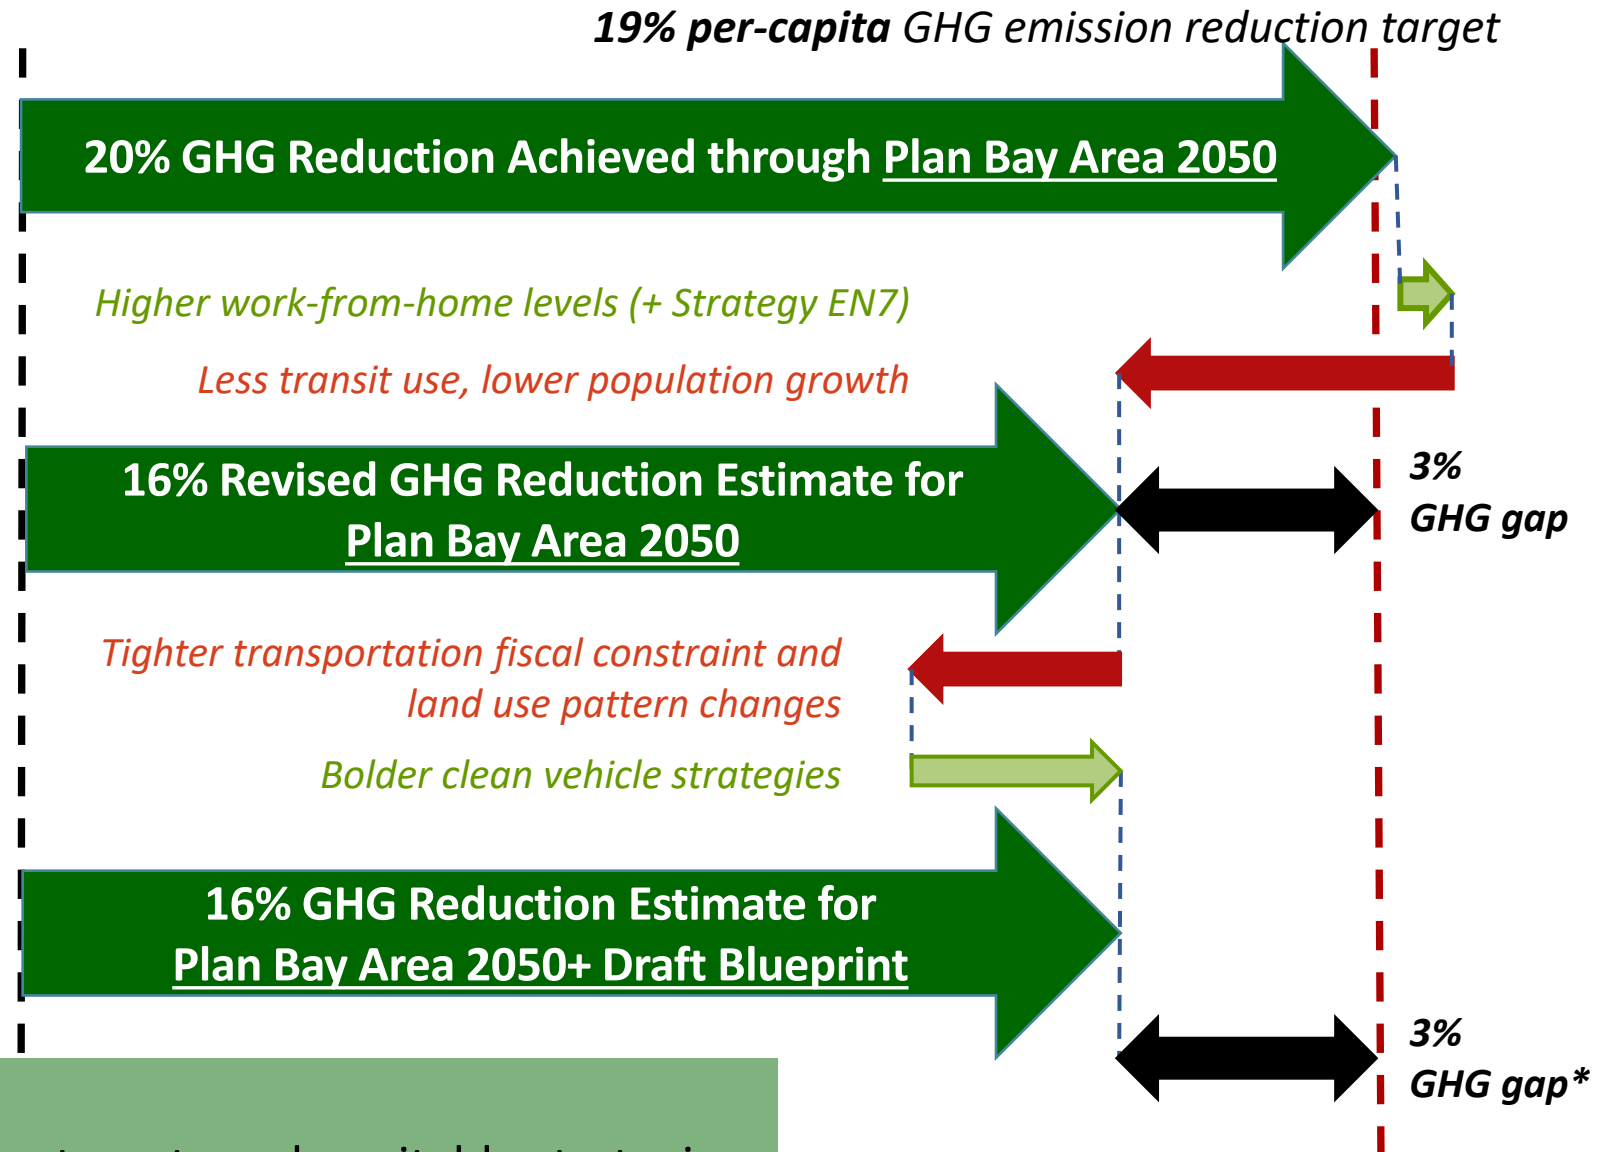 19% per-capita GHG emission reduction target
20% GHG Reduction Achieved through Plan Bay Area 2050
Higher work-from-home levels (+ Strategy EN7)
Less transit use, lower population growth
16% Revised GHG Reduction Estimate for
Plan Bay Area 2050
3%
GHG gap
Tighter transportation fiscal constraint and
land use pattern changes
Bolder clean vehicle strategies
16% GHG Reduction Estimate for
Plan Bay Area 2050+ Draft Blueprint
3%
GHG gap*